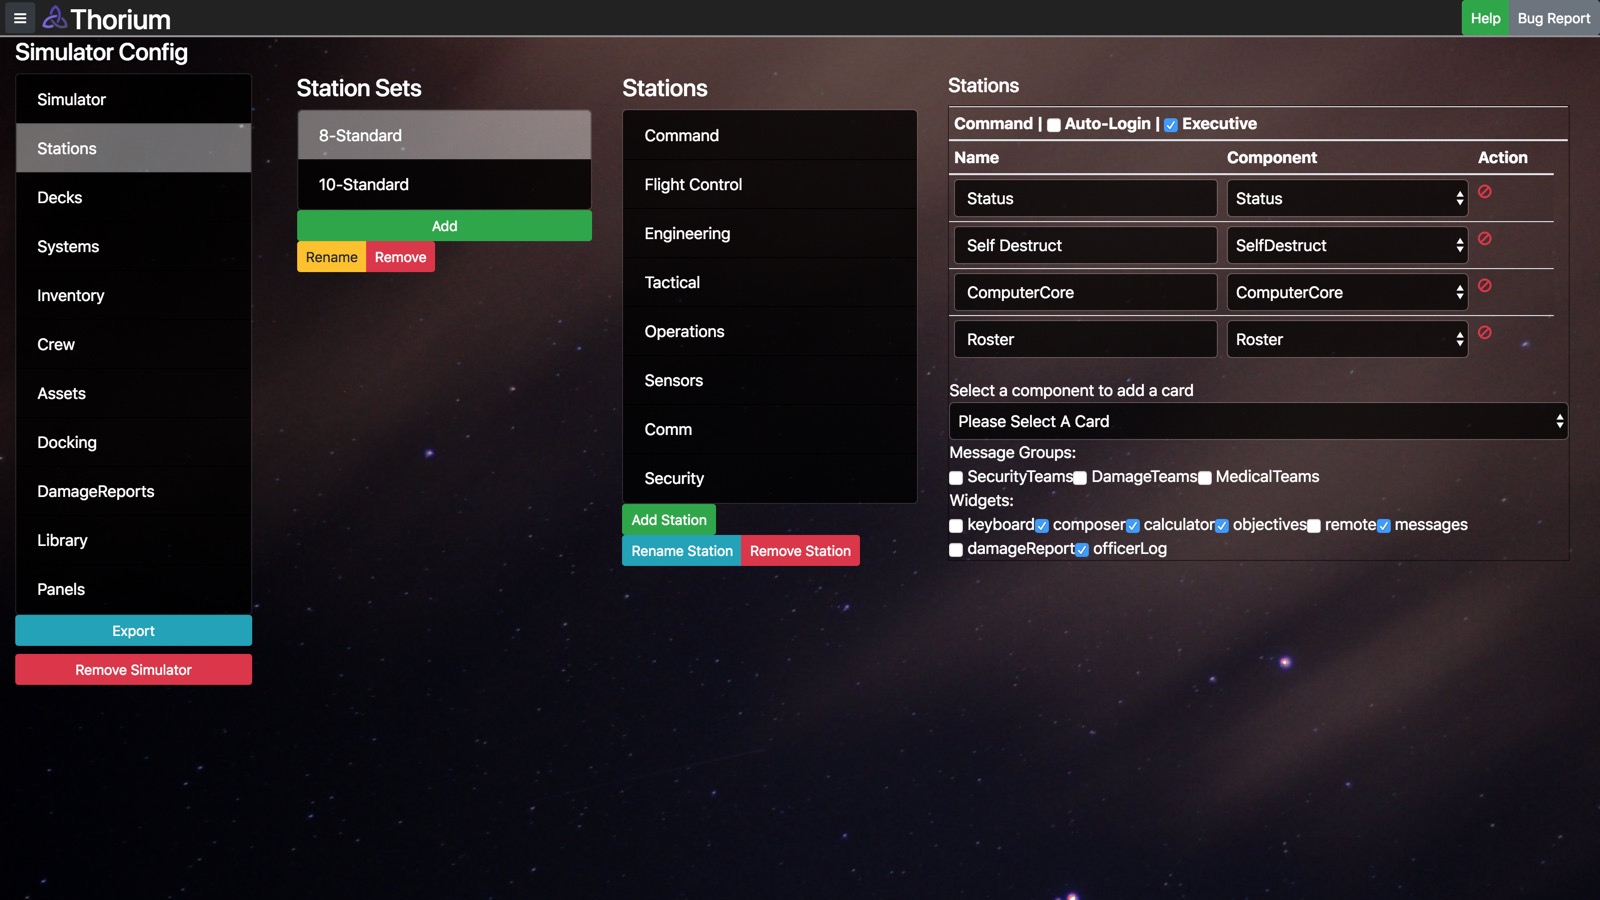 Thorium
Help
Bug Report
Simulator Config
Simulator
Stations
Decks
Systems
Inventory
Crew
Assets
Docking
DamageReports
Library
Panels
Export
Remove Simulator
Station Sets
8-Standard
10-Standard
Add
Rename
Remove
Stations
Command
Flight Control
Engineering
Tactical
Operations
Sensors
Comm
Security
Add Station
Rename Station
Remove Station
Stations
Command | Auto-Login | Executive
Name Component Action
Status Status
Self Destruct SelfDestruct
ComputerCore ComputerCore
Roster Roster
Select a component to add a card
Please Select A Card
Message Groups:
SecurityTeams DamageTeams MedicalTeams
Widgets:
keyboard composer calculator objectives remote messages
damageReport officerLog